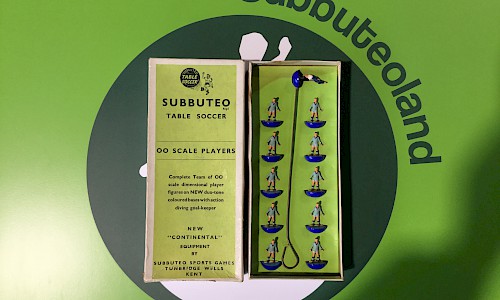 Subbuteoland
TABLE
SOCCER
SUBBUTEO
TABLE SOCCER
OO SCALE PLAYERS
Complete Team of OO
scale dimensional player
figures on NEW duo-tone
coloured bases with action
diving goal-keeper
NEW
"CONTINENTAL"
EQUIPMENT
BY
SUBBUTEO SPORTS GAMES
TUNBRIDGE WELLS
KENT